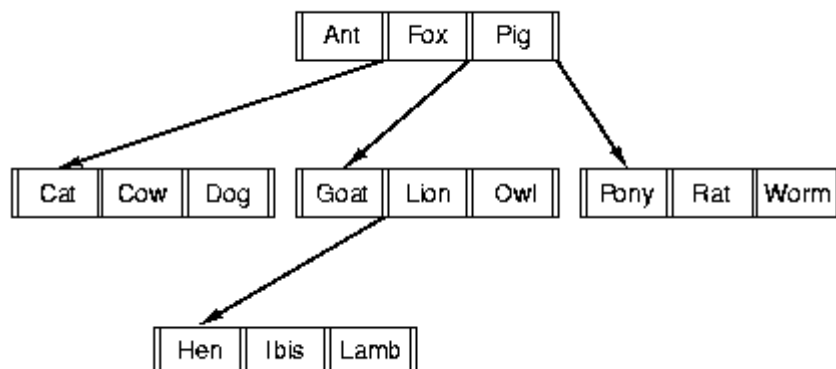 Ant Fox Pig
Cat Cow Dog Goat Lion Owl Pony Rat Worm
Hen Ibis Lamb